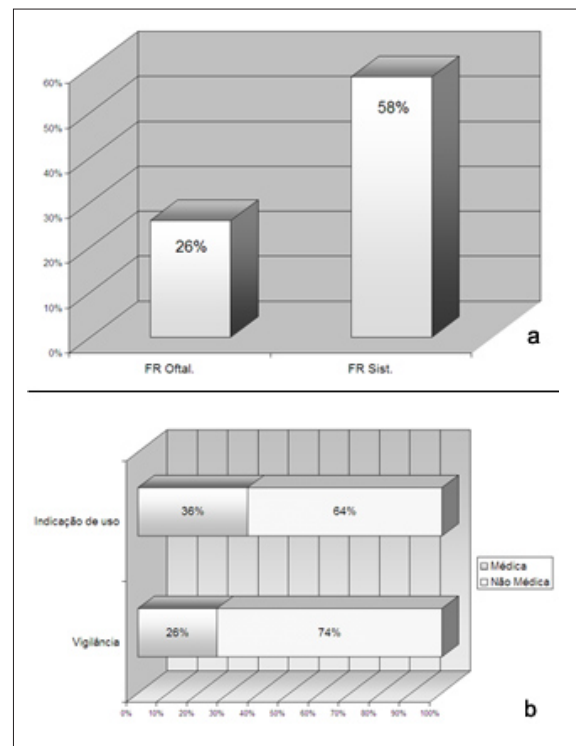 60%
50%
40%
30%
20%
10%
0%
26%
58%
FR Oftal.
FR Sist.
a
Indicação de uso
36%
64%
Vigilância
26%
74%
Médica
Não Médica
0% 10% 20% 30% 40% 50% 60% 70% 80% 90% 100%
b